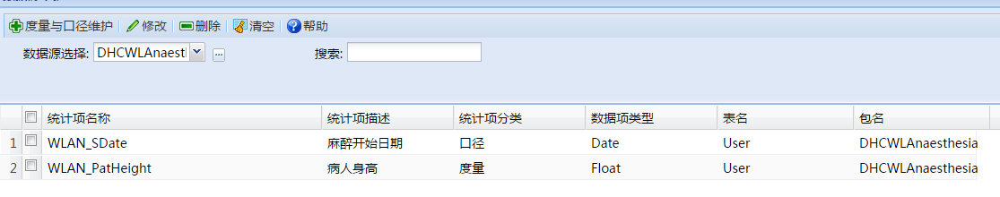 度量与口径维护 修改 删除 清空 帮助
数据源选择: DHCWLAnaest ... 搜索:
统计项名称 统计项描述 统计项分类 数据项类型 表名 包名
1 WLAN_SDate 麻醉开始日期 口径 Date User DHCWLAnaesthesia
2 WLAN_PatHeight 病人身高 度量 Float User DHCWLAnaesthesia